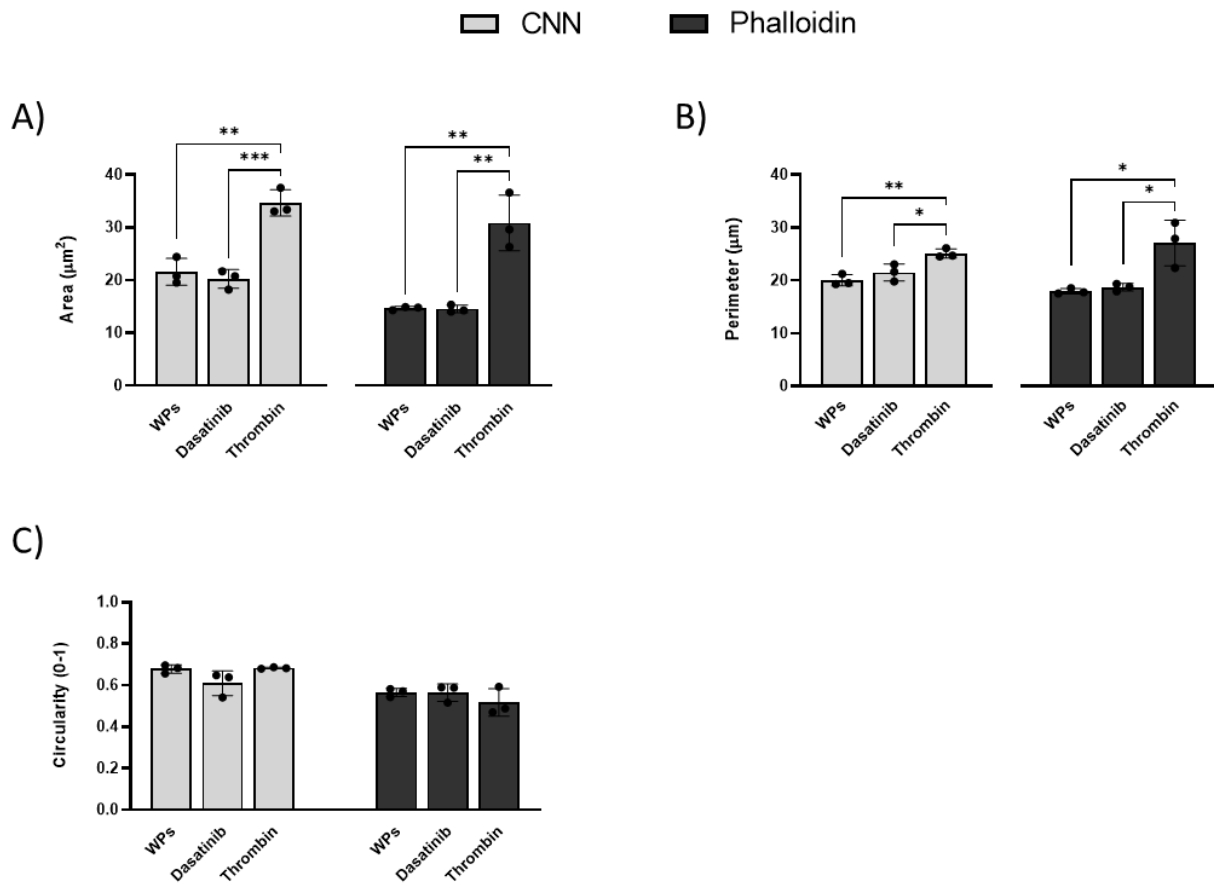 CNN Phalloidin
A)
** **
*** **
Area (μm²)
40
30
20
10
0
WPs Dasatinib Thrombin WPs Dasatinib Thrombin
B)
** *
* *
Perimeter (μm)
40
30
20
10
0
WPs Dasatinib Thrombin WPs Dasatinib Thrombin
C)
Circularity (0-1)
1.0
0.8
0.6
0.4
0.2
0.0
WPs Dasatinib Thrombin WPs Dasatinib Thrombin